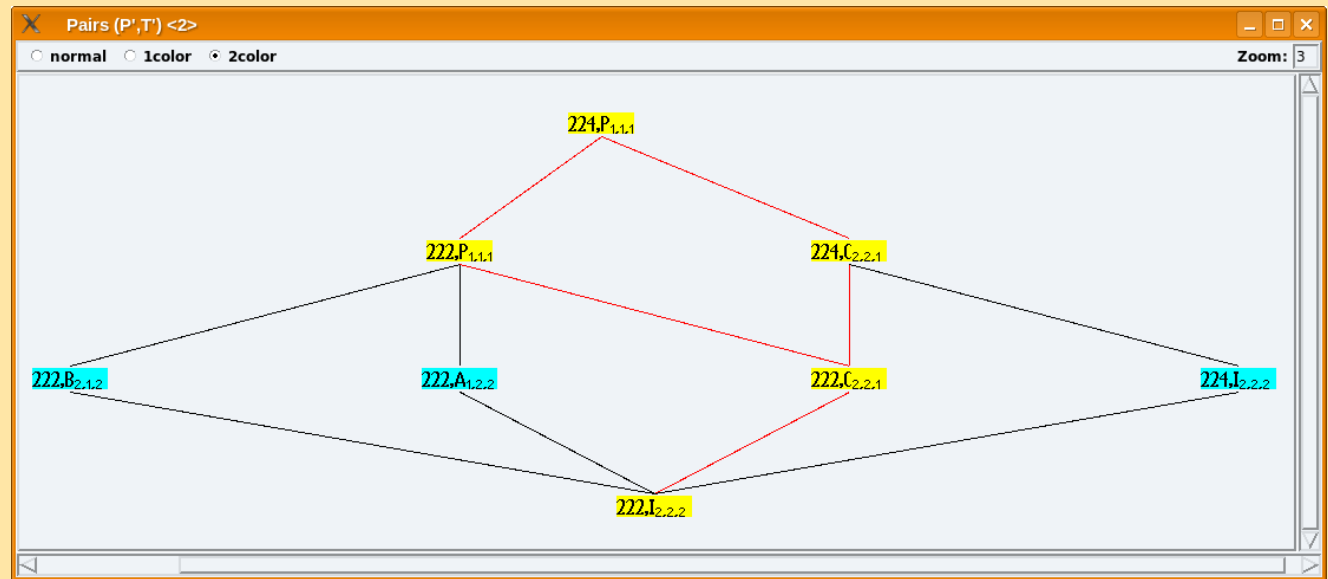 Pairs (P',T') <2>
normal 1color 2color Zoom: 3
224,P1,1,1
222,P1,1,1 224,C2,2,1
222,B2,1,2 222,A1,2,2 222,C2,2,1 224,I2,2,2
222,I2,2,2